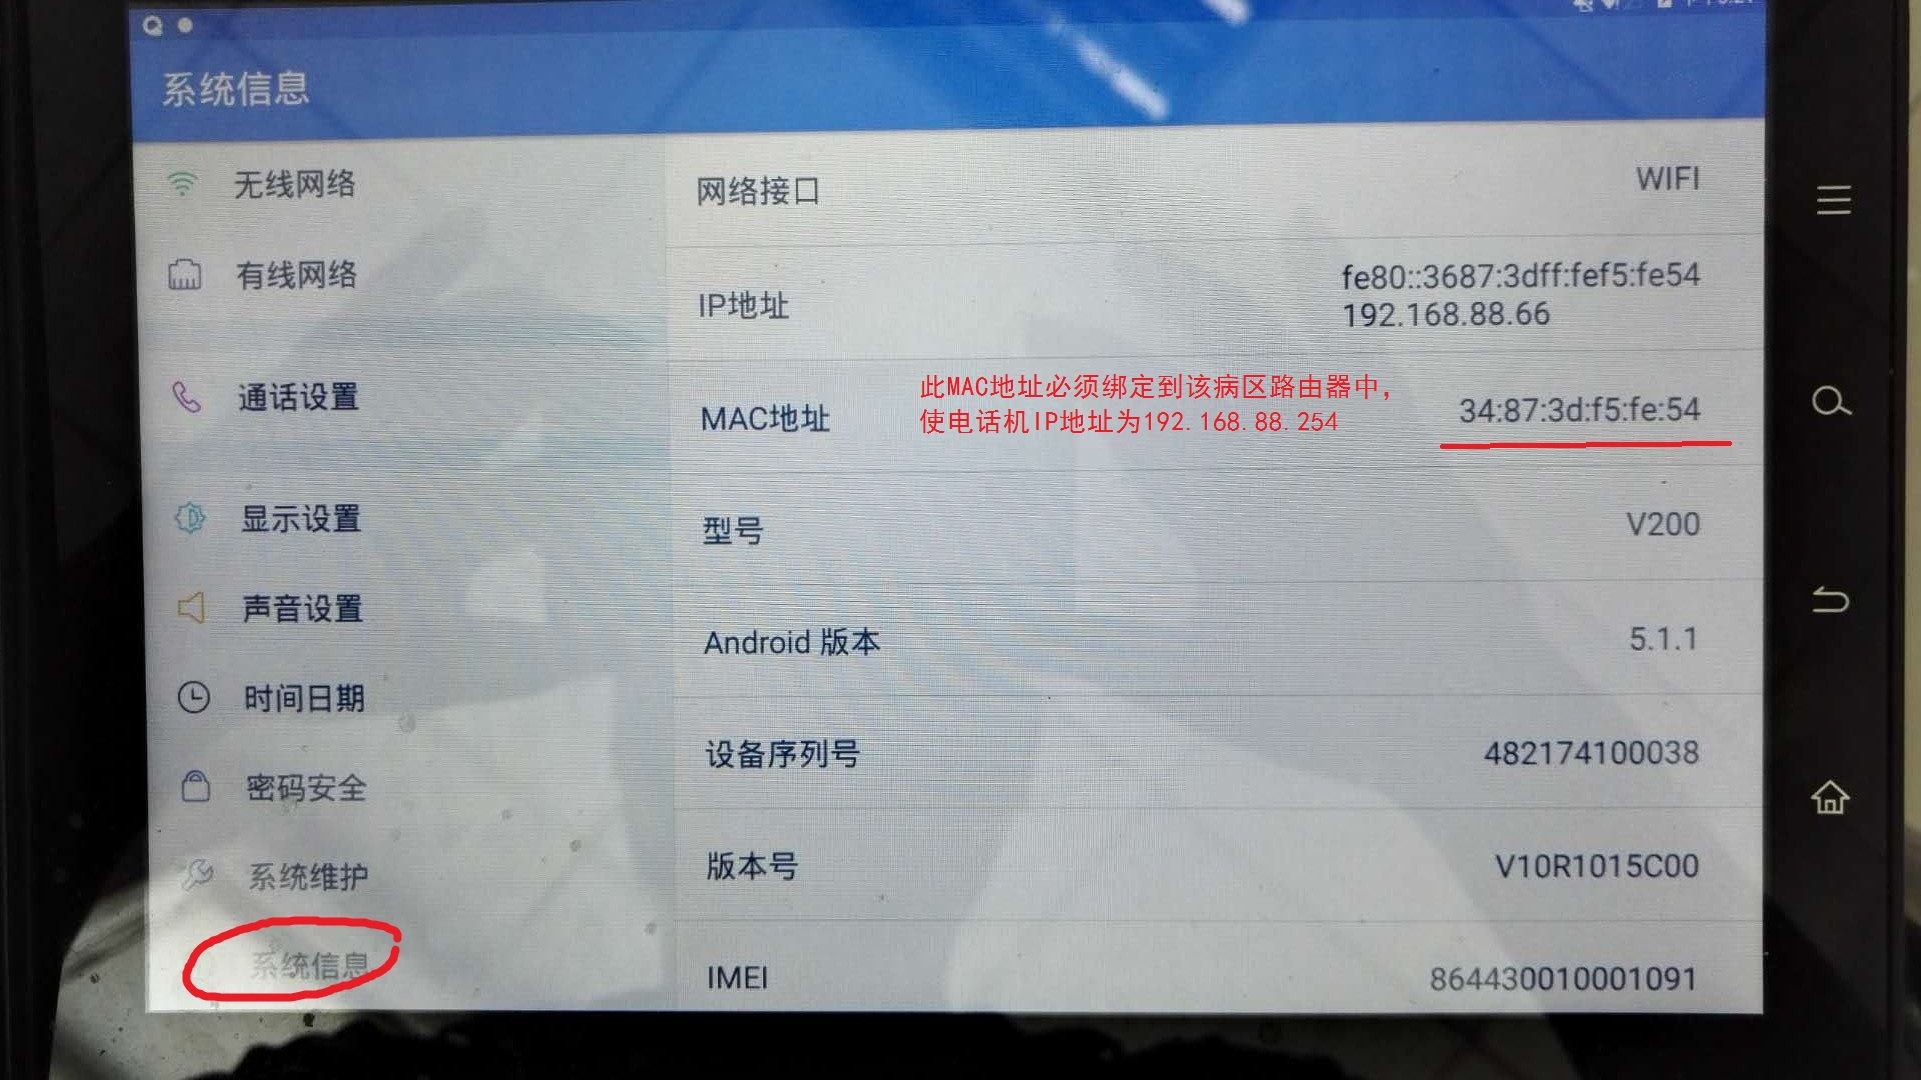 系统信息
无线网络
有线网络
通话设置
显示设置
声音设置
时间日期
密码安全
系统维护
系统信息
网络接口 WIFI
IP地址 fe80::3687:3dff:fef5:fe54
192.168.88.66
MAC地址 34:87:3d:f5:fe:54
此MAC地址必须绑定到该病区路由器中,
使电话机IP地址为192.168.88.254
型号 V200
Android 版本 5.1.1
设备序列号 482174100038
版本号 V10R1015C00
IMEI 864430010001091